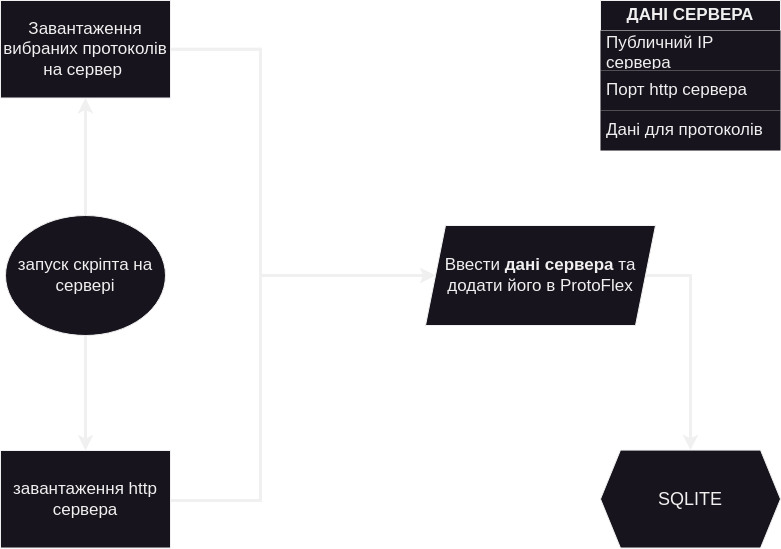 Завантаження
вибраних протоколів
на сервер
ДАНІ СЕРВЕРА
Публичний IP
сервера
Порт http сервера
Дані для протоколів
запуск скріпта на
сервері
Ввести дані сервера та
додати його в ProtoFlex
завантаження http
сервера
SQLITE